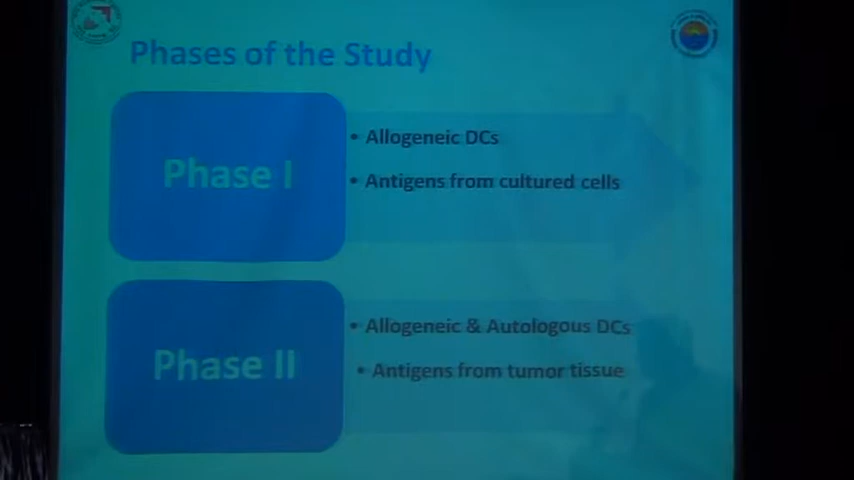 Phases of the Study
Phase I
• Allogeneic DCs
• Antigens from cultured cells
Phase II
• Allogeneic & Autologous DCs
• Antigens from tumor tissue